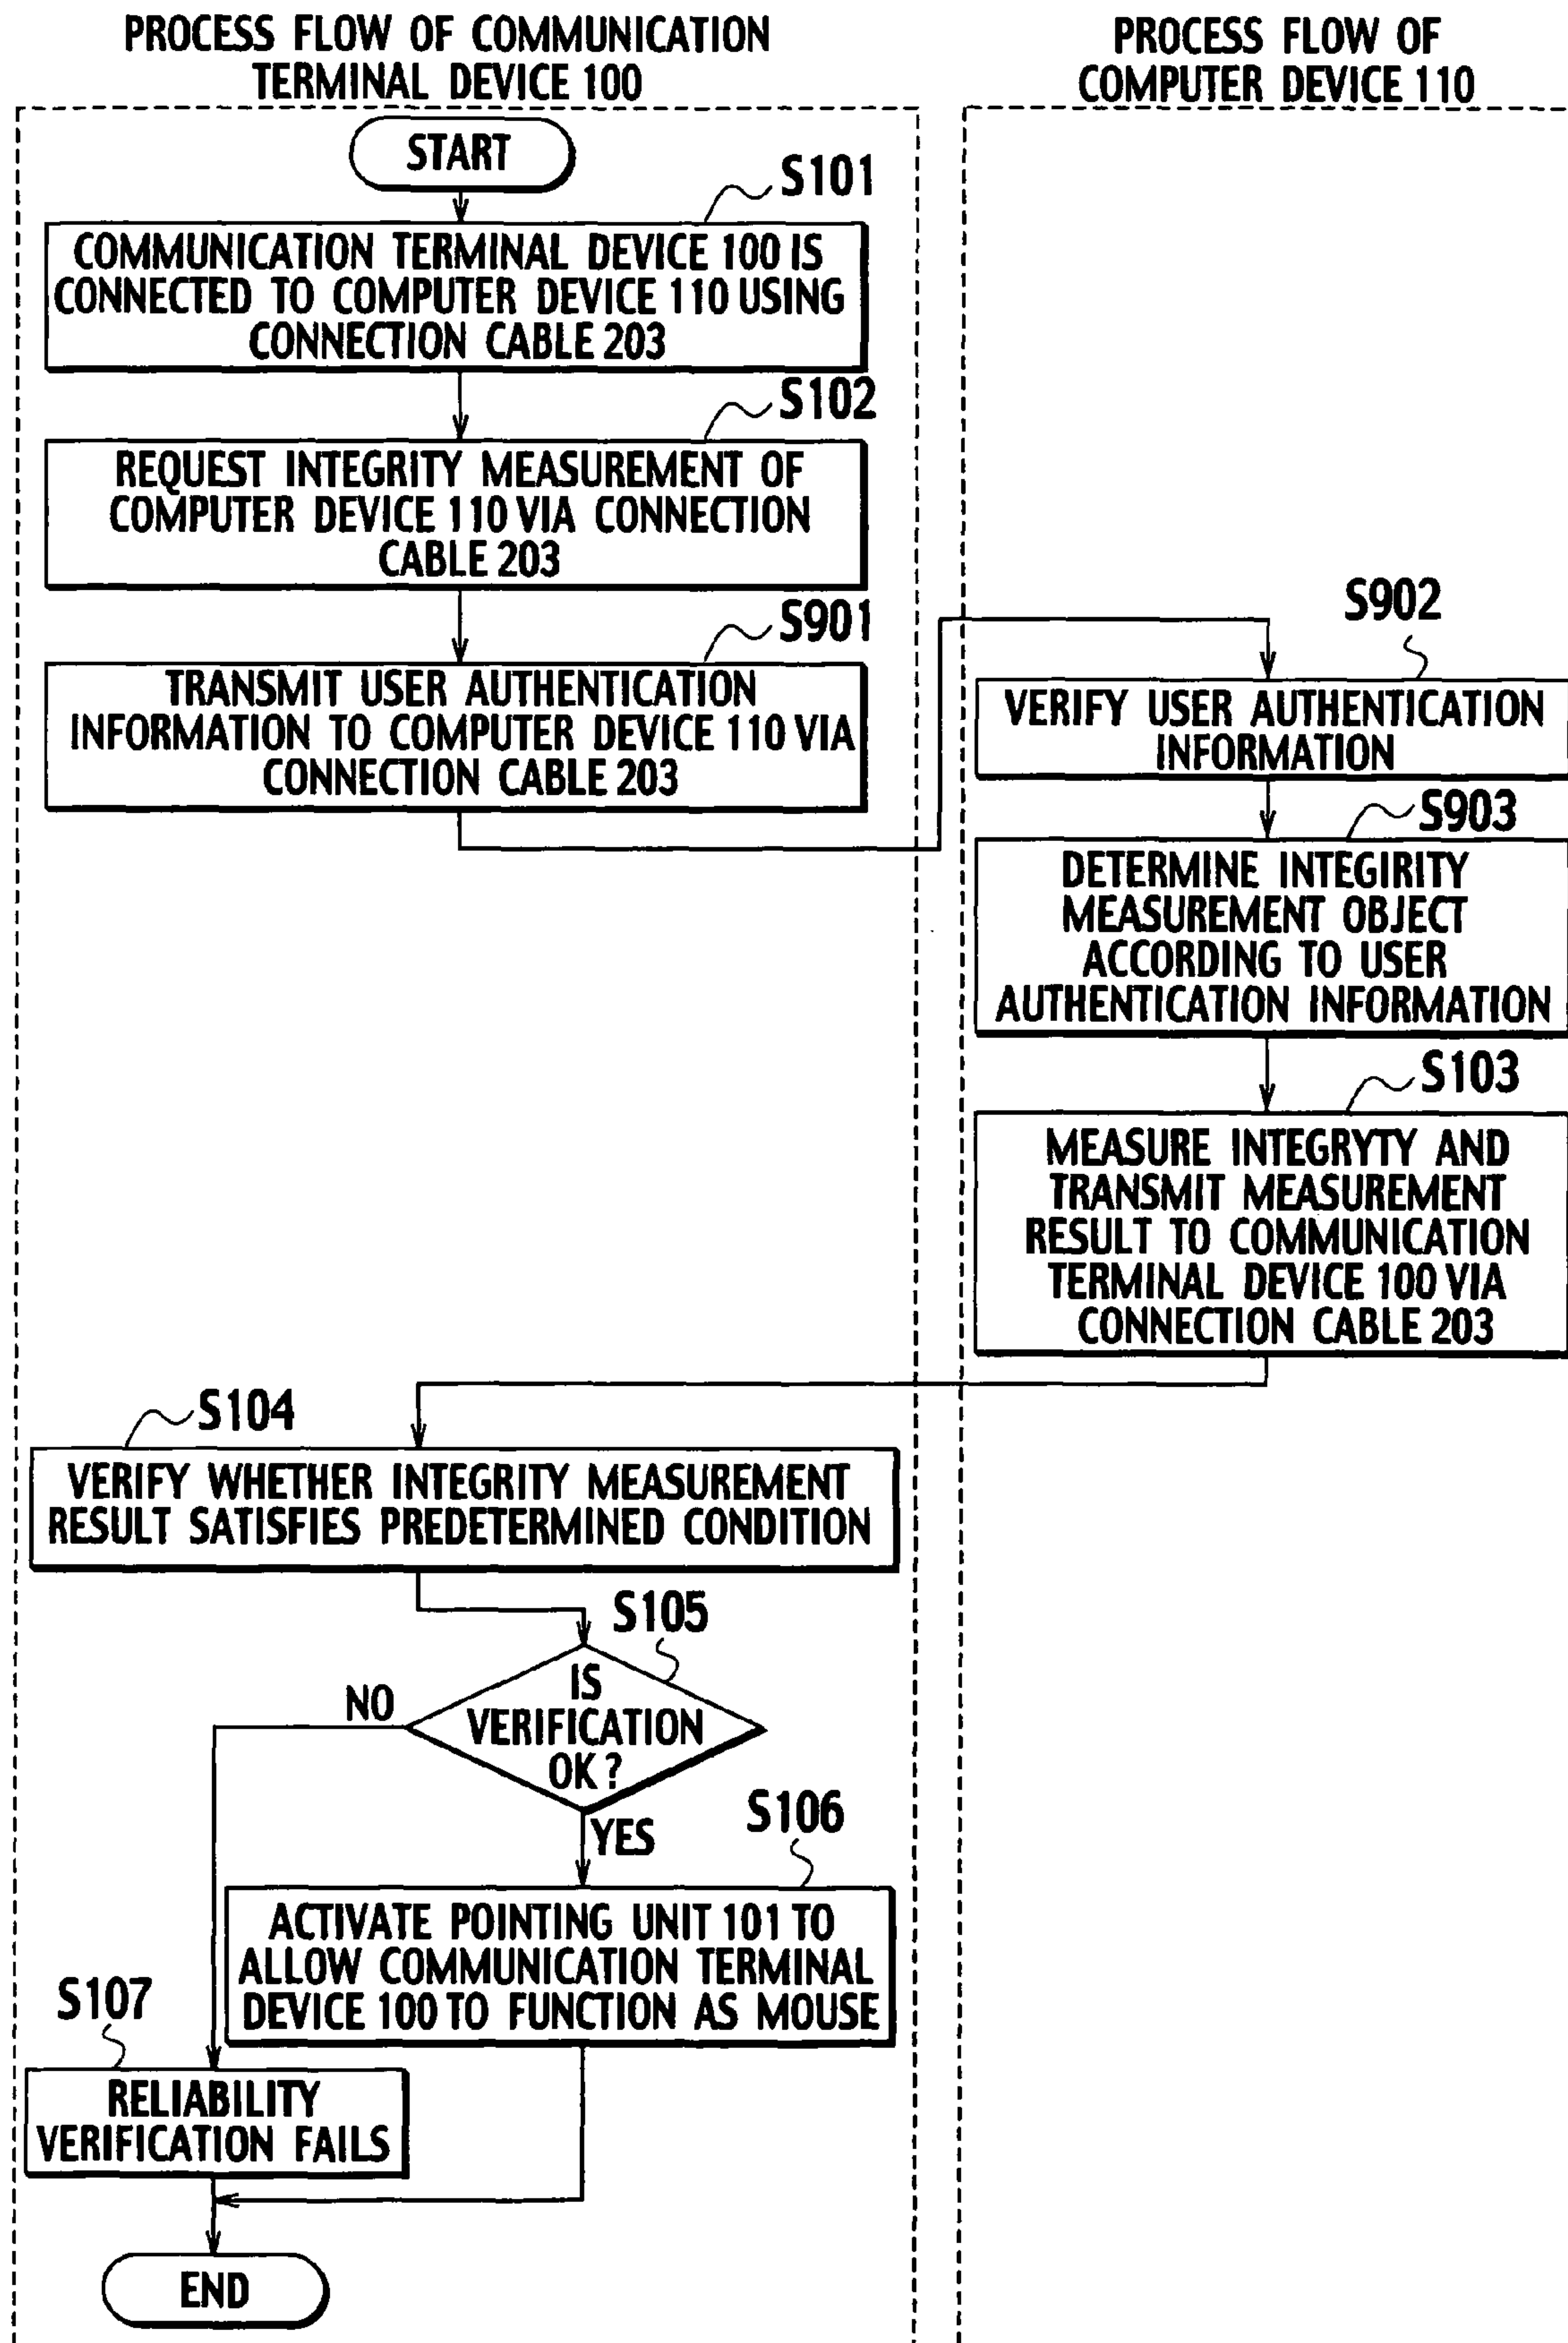 PROCESS FLOW OF COMMUNICATION
TERMINAL DEVICE 100
PROCESS FLOW OF
COMPUTER DEVICE 110
START
S101
COMMUNICATION TERMINAL DEVICE 100 IS
CONNECTED TO COMPUTER DEVICE 110 USING
CONNECTION CABLE 203
S102
REQUEST INTEGRITY MEASUREMENT OF
COMPUTER DEVICE 110 VIA CONNECTION
CABLE 203
S901
TRANSMIT USER AUTHENTICATION
INFORMATION TO COMPUTER DEVICE 110 VIA
CONNECTION CABLE 203
S902
VERIFY USER AUTHENTICATION
INFORMATION
S903
DETERMINE INTEGIRITY
MEASUREMENT OBJECT
ACCORDING TO USER
AUTHENTICATION INFORMATION
S103
MEASURE INTEGRYTY AND
TRANSMIT MEASUREMENT
RESULT TO COMMUNICATION
TERMINAL DEVICE 100 VIA
CONNECTION CABLE 203
S104
VERIFY WHETHER INTEGRITY MEASUREMENT
RESULT SATISFIES PREDETERMINED CONDITION
S105
IS
VERIFICATION
OK?
NO
YES
S106
ACTIVATE POINTING UNIT 101 TO
ALLOW COMMUNICATION TERMINAL
DEVICE 100 TO FUNCTION AS MOUSE
S107
RELIABILITY
VERIFICATION FAILS
END